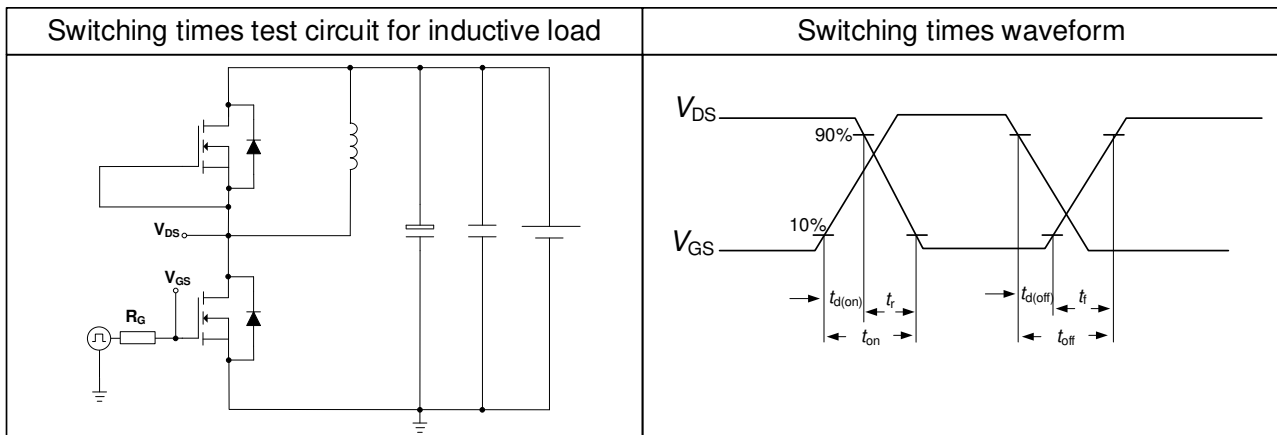 Switching times test circuit for inductive load
Switching times waveform
VDS
VGS
RG
VDS
90%
10%
VGS
td(on)
tr
ton
td(off)
tf
toff